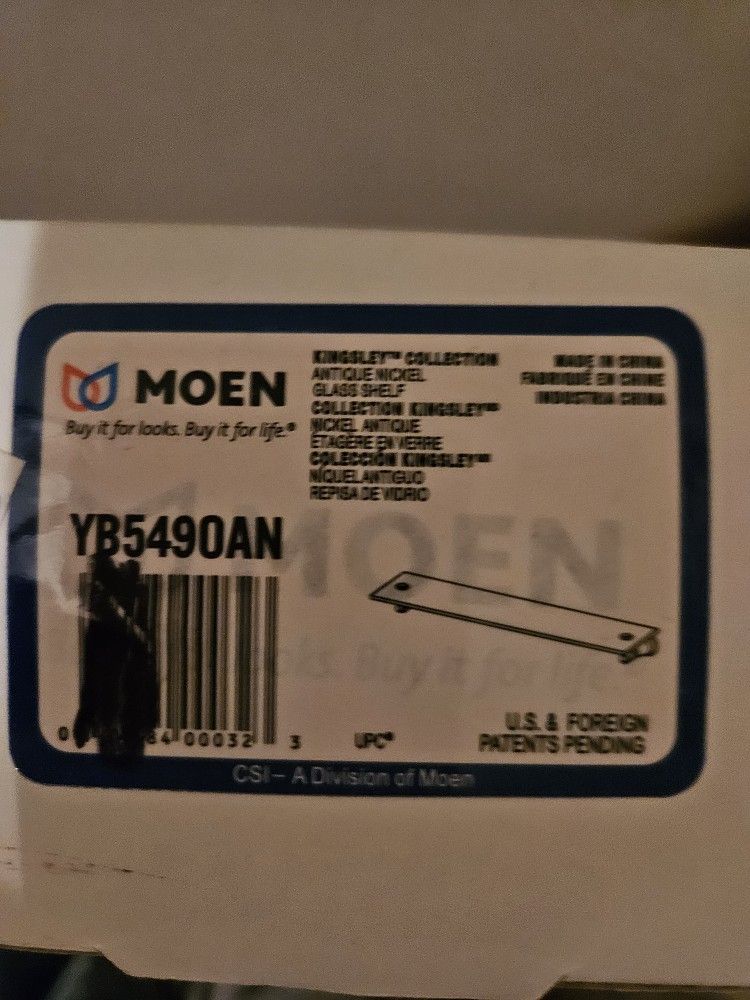 MOEN
Buy it for looks. Buy it for life.®
KINGSLEY™ COLLECTION
ANTIQUE NICKEL
GLASS SHELF
COLLECTION KINGSLEY™
NICKEL ANTIQUE
ÉTAGÈRE EN VERRE
COLECCIÓN KINGSLEY™
NÍQUEL ANTIGUO
REPISA DE VIDRIO
MADE IN CHINA
FABRIQUÉ EN CHINE
INDUSTRIA CHINA
YB5490AN
MOEN
Buy it for life
0 84 00032 3
UPC®
U.S. & FOREIGN
PATENTS PENDING
CSI – A Division of Moen